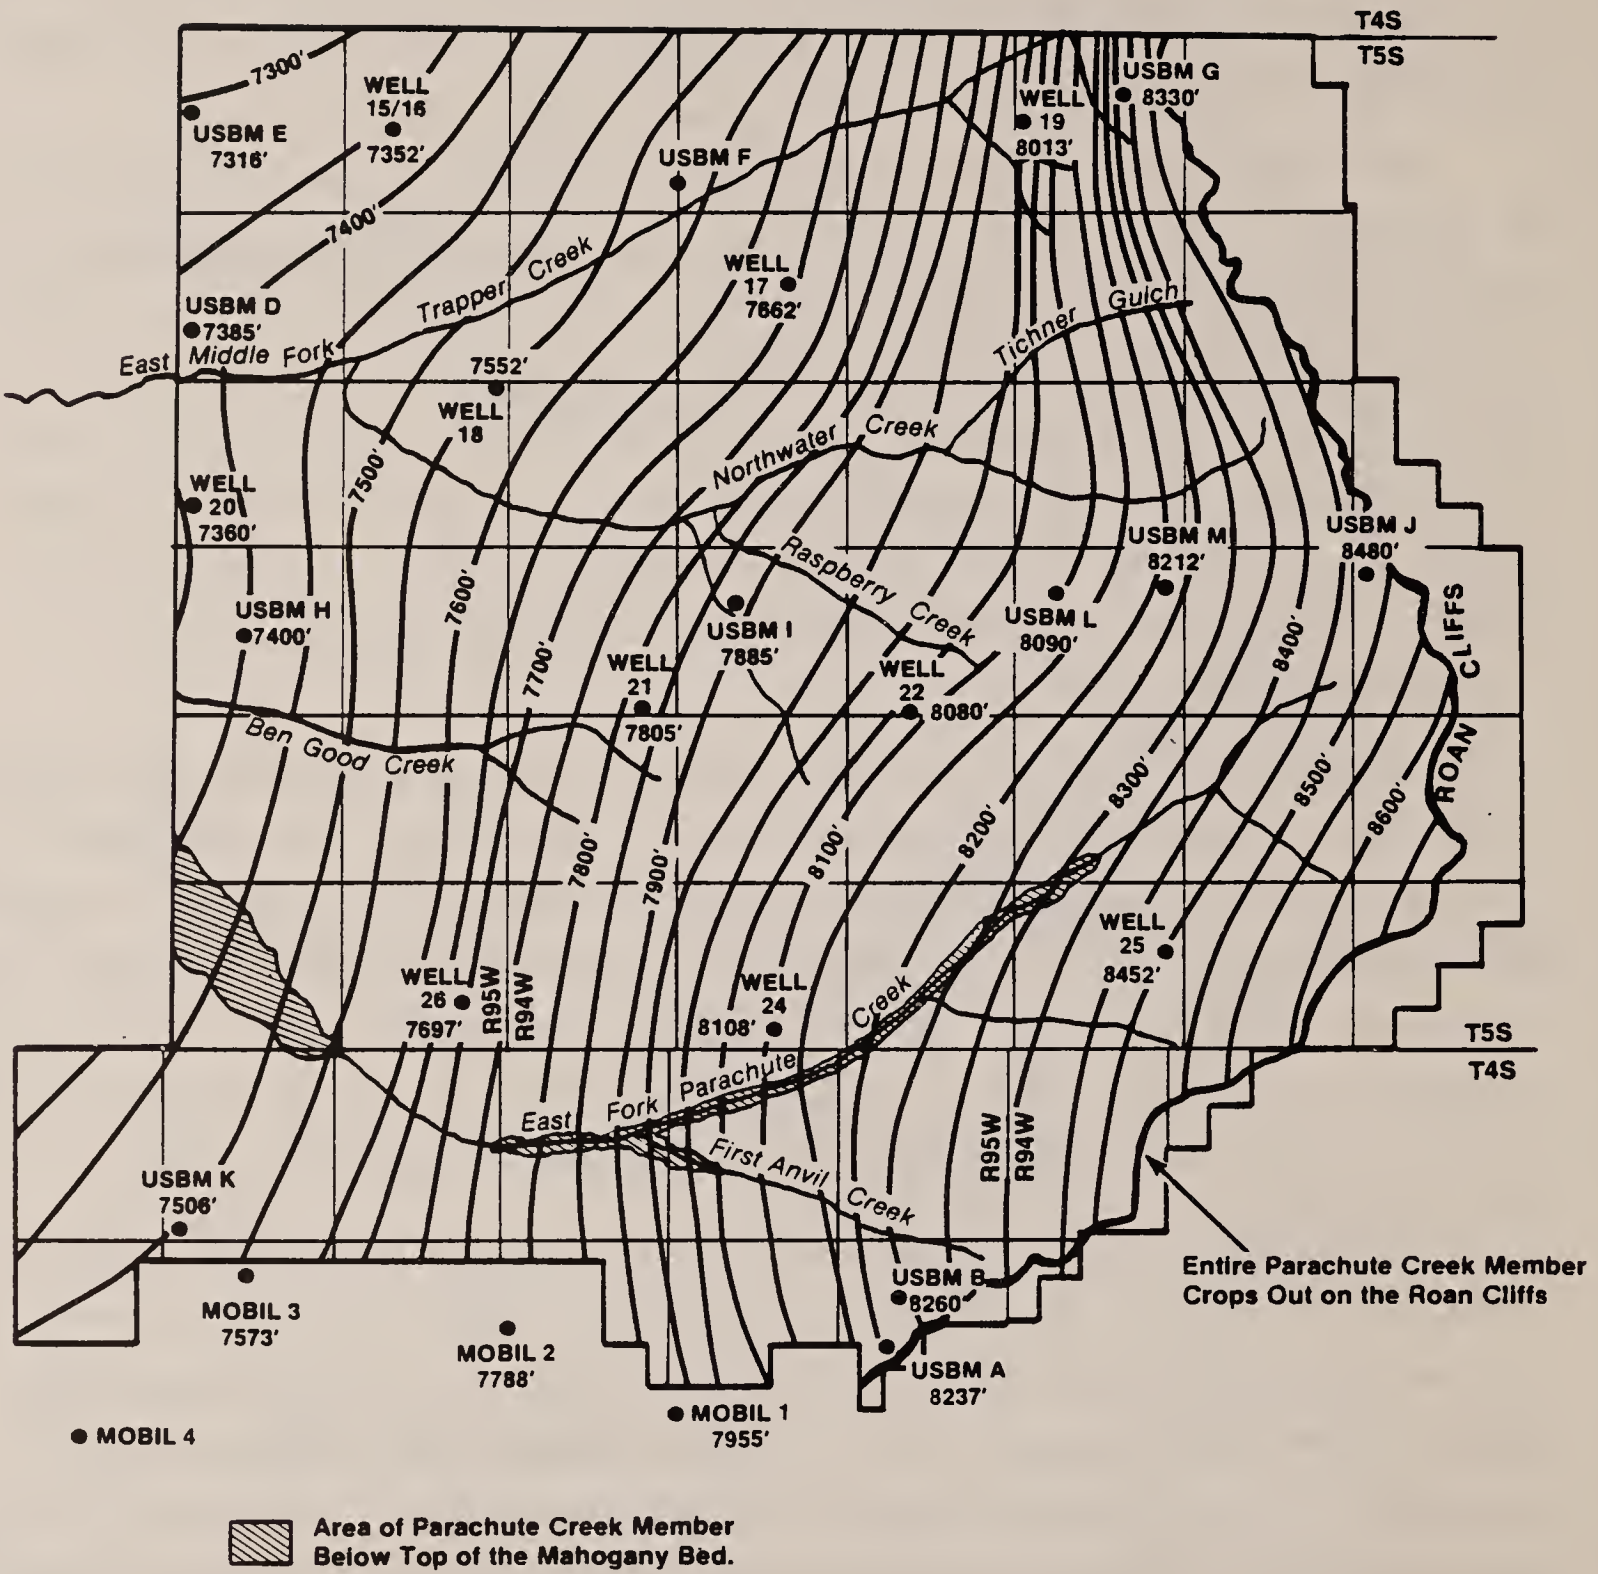 T4S
T5S
7300'
WELL
15/16
7352'
USBM G
8330'
WELL
19
8013'
USBM E
7316'
USBM F
7400'
Trapper Creek
WELL
17
7662'
Tichner Gulch
USBM D
7385'
East Middle Fork
7552'
WELL
18
Northwater Creek
7500'
WELL
20
7360'
USBM J
8480'
USBM M
8212'
Raspberry Creek
7600'
USBM H
7400'
USBM I
7885'
USBM L
8090'
8400'
ROAN CLIFFS
7700'
WELL
21
7805'
WELL
22
8080'
Ben Good Creek
8300'
8500'
8600'
8200'
8100'
7800'
7900'
WELL
25
8452'
WELL
26
7697'
R95W
R94W
WELL
24
8108'
T5S
T4S
East Fork Parachute Creek
R95W
R94W
First Anvil Creek
USBM K
7506'
Entire Parachute Creek Member
Crops Out on the Roan Cliffs
USBM B
8260'
MOBIL 3
7573'
MOBIL 2
7788'
USBM A
8237'
MOBIL 1
7955'
MOBIL 4
Area of Parachute Creek Member
Below Top of the Mahogany Bed.